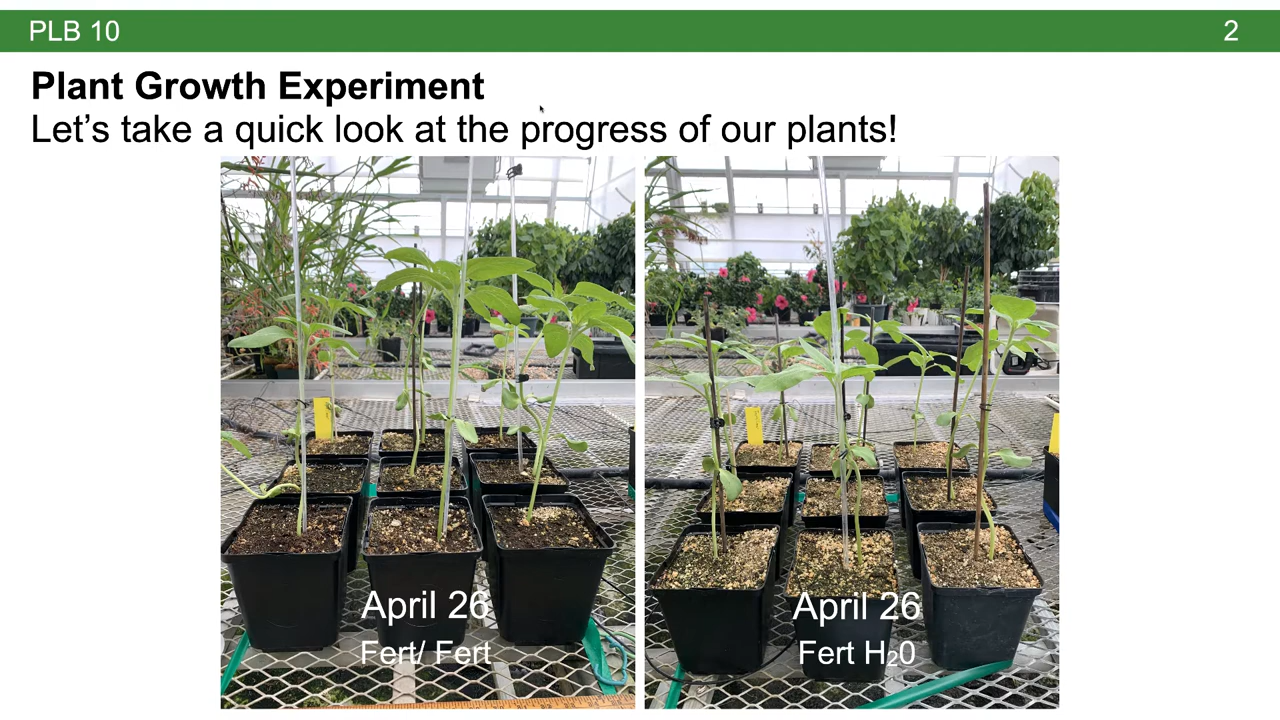 PLB 10
2
Plant Growth Experiment
Let’s take a quick look at the progress of our plants!
April 26
Fert/ Fert
April 26
Fert H₂0